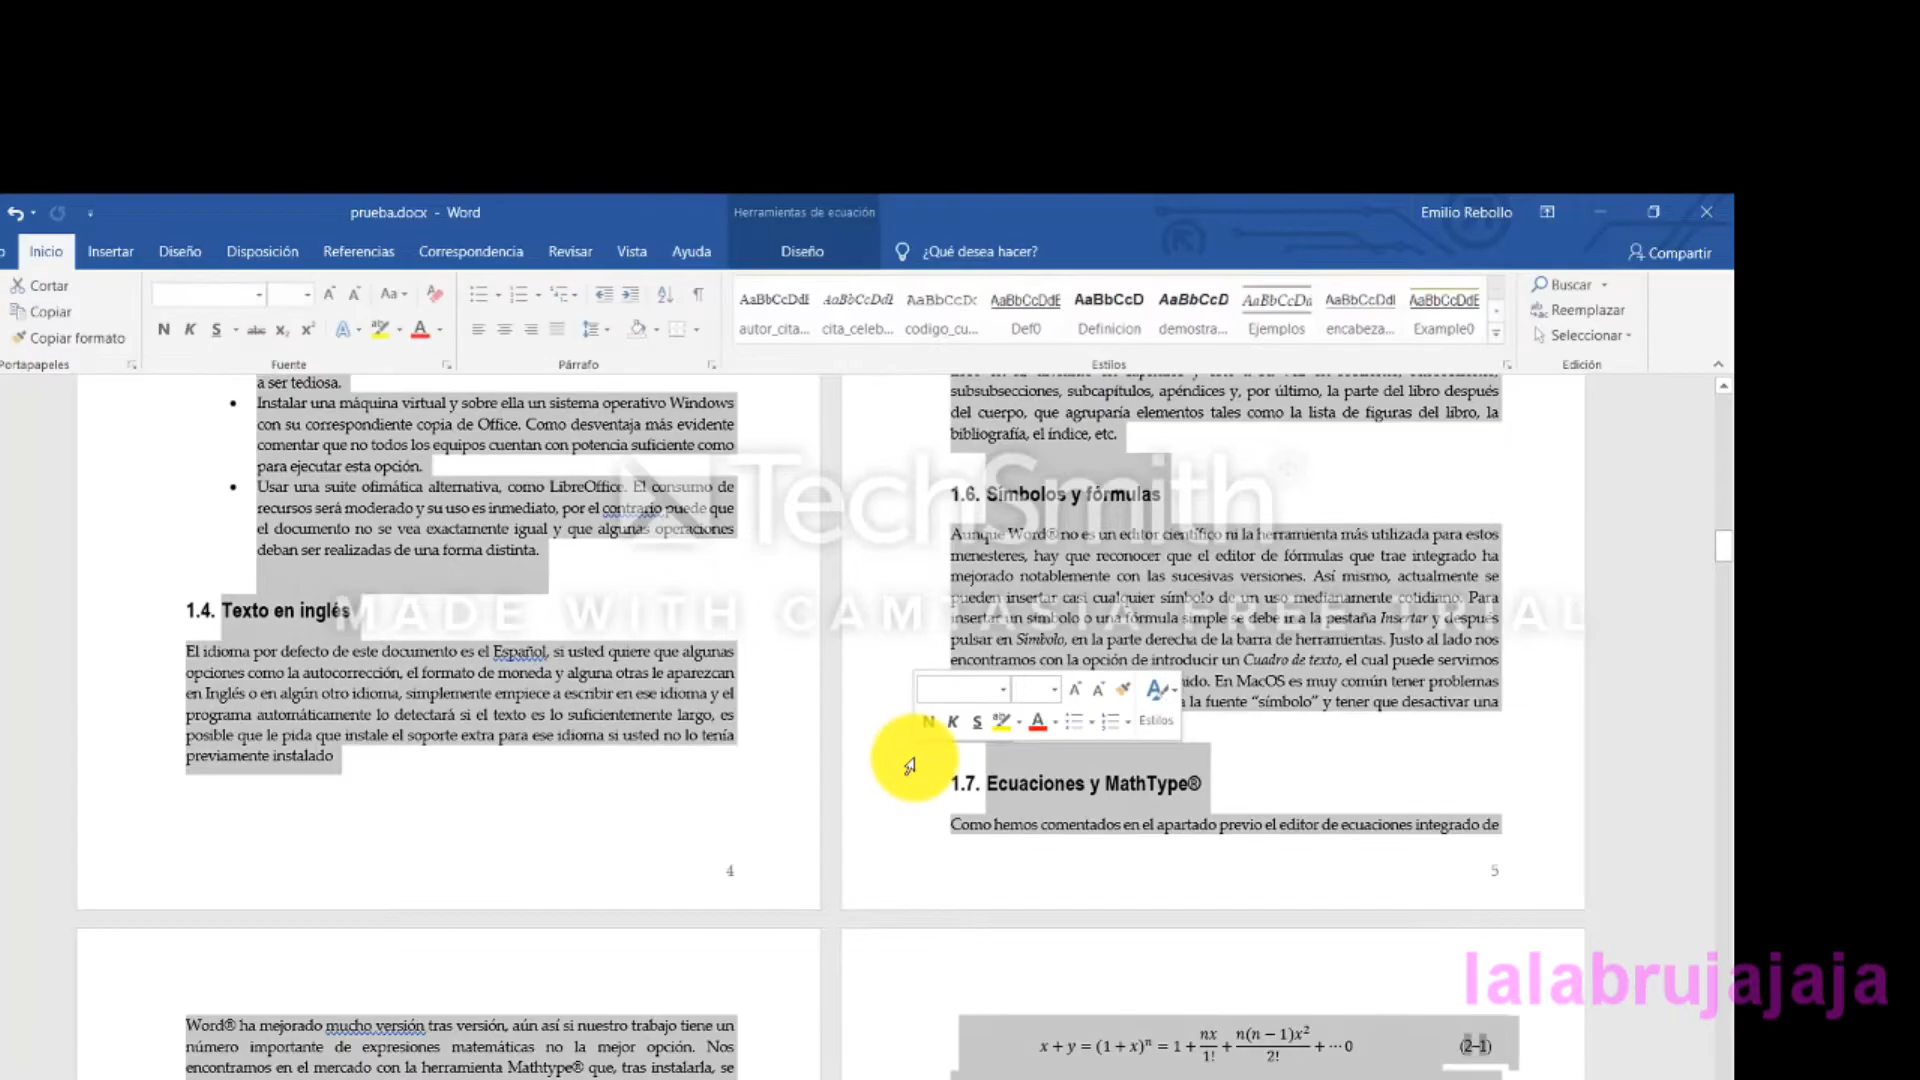 prueba.docx - Word
Herramientas de ecuación
Emilio Rebollo
Inicio
Insertar
Diseño
Disposición
Referencias
Correspondencia
Revisar
Vista
Ayuda
Diseño
¿Qué desea hacer?
Compartir
Cortar
Copiar
Copiar formato
Portapapeles
N K S abc x₂ x²
Fuente
Párrafo
AaBbCcDdE AaBbCcDdI AaBbCcDc AaBbCcDdE AaBbCcD AaBbCcD AaBbCcDa AaBbCcDdI AaBbCcDdE
autor_cita... cita_celeb... codigo_cu... Def0 Definicion demostra... Ejemplos encabeza... Example0
Estilos
Buscar
Reemplazar
Seleccionar
Edición
a ser tediosa.
• Instalar una máquina virtual y sobre ella un sistema operativo Windows
con su correspondiente copia de Office. Como desventaja más evidente
comentar que no todos los equipos cuentan con potencia suficiente como
para ejecutar esta opción.
• Usar una suite ofimática alternativa, como LibreOffice. El consumo de
recursos será moderado y su uso es inmediato, por el contrario puede que
el documento no se vea exactamente igual y que algunas operaciones
deban ser realizadas de una forma distinta.
1.4. Texto en inglés
El idioma por defecto de este documento es el Español, si usted quiere que algunas
opciones como la autocorrección, el formato de moneda y alguna otras le aparezcan
en Inglés o en algún otro idioma, simplemente empiece a escribir en ese idioma y el
programa automáticamente lo detectará si el texto es lo suficientemente largo, es
posible que le pida que instale el soporte extra para ese idioma si usted no lo tenía
previamente instalado
4
subsubsecciones, subcapítulos, apéndices y, por último, la parte del libro después
del cuerpo, que agruparía elementos tales como la lista de figuras del libro, la
bibliografía, el índice, etc.
1.6. Símbolos y fórmulas
Aunque Word® no es un editor científico ni la herramienta más utilizada para estos
menesteres, hay que reconocer que el editor de fórmulas que trae integrado ha
mejorado notablemente con las sucesivas versiones. Así mismo, actualmente se
pueden insertar casi cualquier símbolo de un uso medianamente cotidiano. Para
insertar un símbolo o una fórmula simple se debe ir a la pestaña Insertar y después
pulsar en Símbolo, en la parte derecha de la barra de herramientas. Justo al lado nos
encontramos con la opción de introducir un Cuadro de texto, el cual puede servirnos
En MacOS es muy común tener problemas
la fuente “símbolo” y tener que desactivar una
N K S
Estilos
1.7. Ecuaciones y MathType®
Como hemos comentados en el apartado previo el editor de ecuaciones integrado de
5
TechSmith
MADE WITH CAMTASIA FREE TRIAL
lalabrujajaja
Word® ha mejorado mucho versión tras versión, aún así si nuestro trabajo tiene un
número importante de expresiones matemáticas no la mejor opción. Nos
encontramos en el mercado con la herramienta Mathtype® que, tras instalarla, se
x + y = (1 + x)ⁿ = 1 + nx/1! + n(n − 1)x²/2! + ⋯ 0 (2–1)